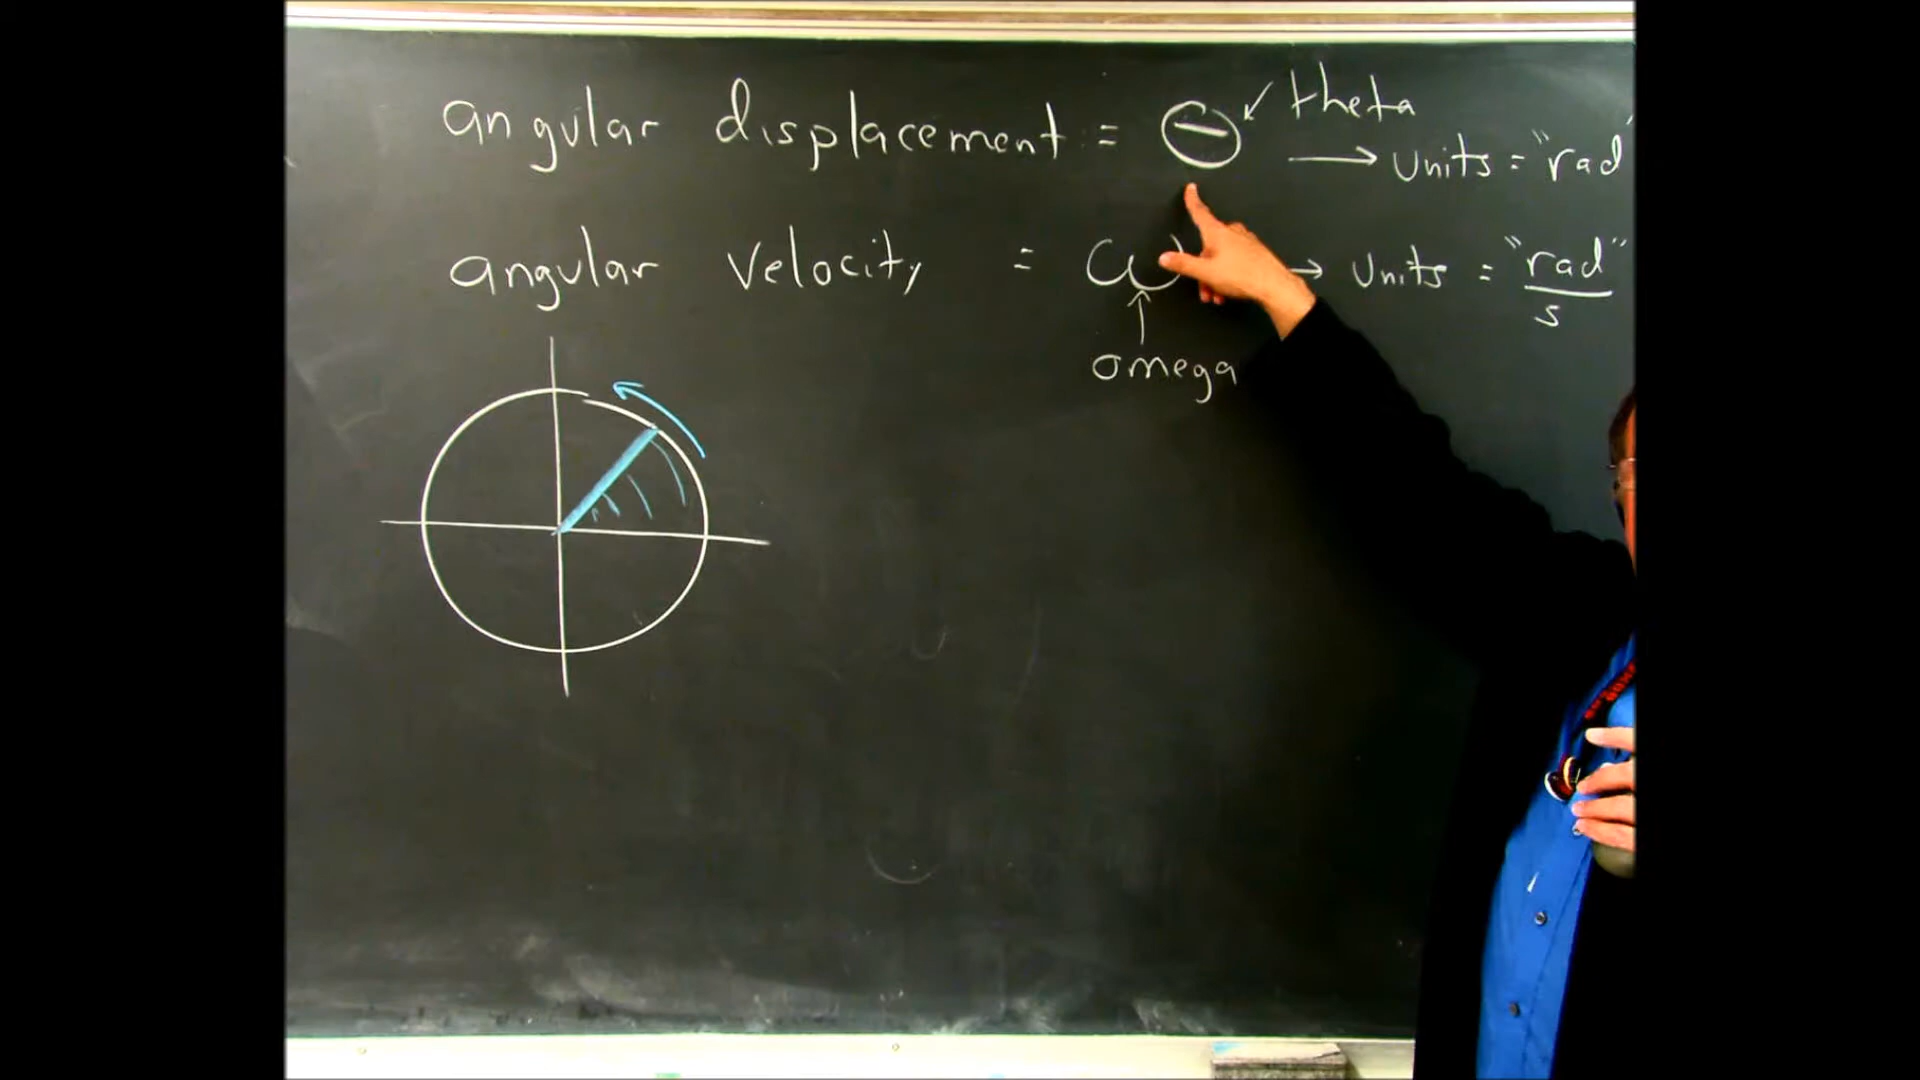 angular displacement = Θ ↙ theta
→ Units = "rad"
angular velocity = ω → Units = "rad"/s
↑
omega